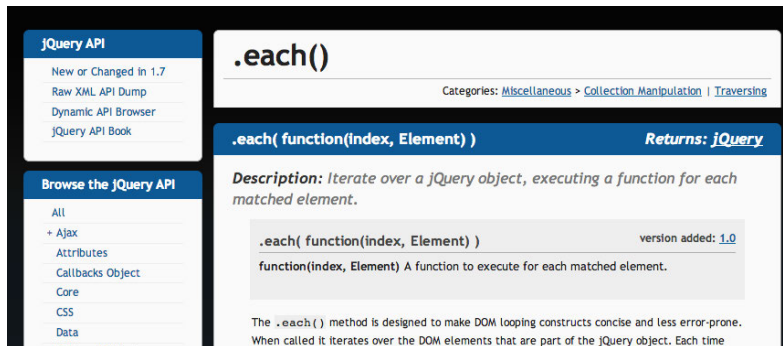 jQuery API
New or Changed in 1.7
Raw XML API Dump
Dynamic API Browser
jQuery API Book
Browse the jQuery API
All
+ Ajax
Attributes
Callbacks Object
Core
CSS
Data
.each()
Categories: Miscellaneous > Collection Manipulation | Traversing
.each( function(index, Element) ) Returns: jQuery
Description: Iterate over a jQuery object, executing a function for each
matched element.
.each( function(index, Element) ) version added: 1.0
function(index, Element) A function to execute for each matched element.
The .each() method is designed to make DOM looping constructs concise and less error-prone.
When called it iterates over the DOM elements that are part of the jQuery object. Each time